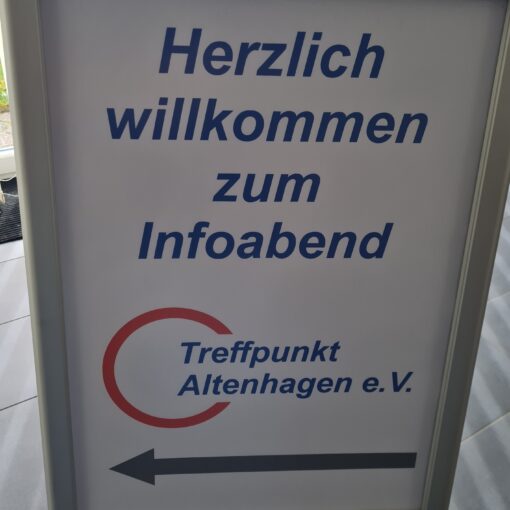 Herzlich
willkommen
zum
Infoabend
Treffpunkt
Altenhagen e.V.